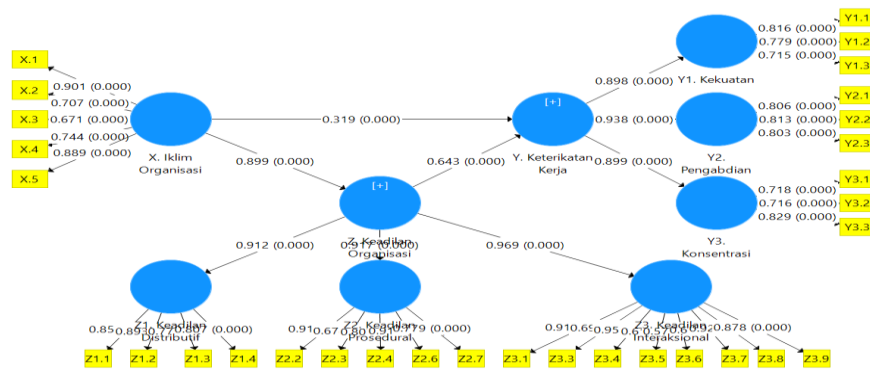 Y1.1
0.816 (0.000)
0.779 (0.000)
Y1.2
0.715 (0.000)
Y1.3
X.1
0.901 (0.000)
X.2
0.707 (0.000)
X.3
0.671 (0.000)
X.4
0.744 (0.000)
0.889 (0.000)
X.5
X. Iklim
Organisasi
0.319 (0.000)
0.899 (0.000)
0.643 (0.000)
[+]
Y. Keterikatan
Kerja
0.898 (0.000)
0.938 (0.000)
0.899 (0.000)
Y1. Kekuatan
Y2.1
0.806 (0.000)
0.813 (0.000)
Y2.2
0.803 (0.000)
Y2.3
Y2.
Pengabdian
Y3.1
0.718 (0.000)
0.716 (0.000)
Y3.2
0.829 (0.000)
Y3.3
Y3.
Konsentrasi
[+]
Z. Keadilan
Organisasi
0.912 (0.000)
0.969 (0.000)
Z1. Keadilan
Distributif
0.807 (0.000)
Z2. Keadilan
Prosedural
0.779 (0.000)
Z3. Keadilan
Interaksional
0.878 (0.000)
Z1.1
Z1.2
Z1.3
Z1.4
Z2.2
Z2.3
Z2.4
Z2.6
Z2.7
Z3.1
Z3.3
Z3.4
Z3.5
Z3.6
Z3.7
Z3.8
Z3.9